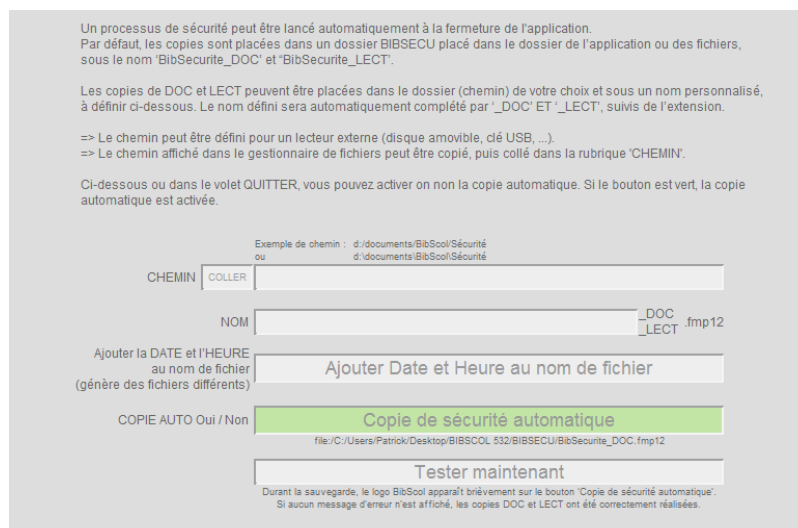 Un processus de sécurité peut être lancé automatiquement à la fermeture de l'application.
Par défaut, les copies sont placées dans un dossier BIBSECU placé dans le dossier de l'application ou des fichiers,
sous le nom 'BibSecurite_DOC' et "BibSecurite_LECT'.
Les copies de DOC et LECT peuvent être placées dans le dossier (chemin) de votre choix et sous un nom personnalisé,
à définir ci-dessous. Le nom défini sera automatiquement complété par '_DOC' ET '_LECT', suivis de l'extension.
=> Le chemin peut être défini pour un lecteur externe (disque amovible, clé USB, ...).
=> Le chemin affiché dans le gestionnaire de fichiers peut être copié, puis collé dans la rubrique 'CHEMIN'.
Ci-dessous ou dans le volet QUITTER, vous pouvez activer on non la copie automatique. Si le bouton est vert, la copie
automatique est activée.
Exemple de chemin : d:/documents/BibScol/Sécurité
ou d:\documents\BibScol\Sécurité
CHEMIN COLLER
NOM _DOC
_LECT .fmp12
Ajouter la DATE et l'HEURE
au nom de fichier
(génère des fichiers différents)
Ajouter Date et Heure au nom de fichier
COPIE AUTO Oui / Non Copie de sécurité automatique
file:/C:/Users/Patrick/Desktop/BIBSCOL 532/BIBSECU/BibSecurite_DOC.fmp12
Tester maintenant
Durant la sauvegarde, le logo BibScol apparaît brièvement sur le bouton 'Copie de sécurité automatique'.
Si aucun message d'erreur n'est affiché, les copies DOC et LECT ont été correctement réalisées.